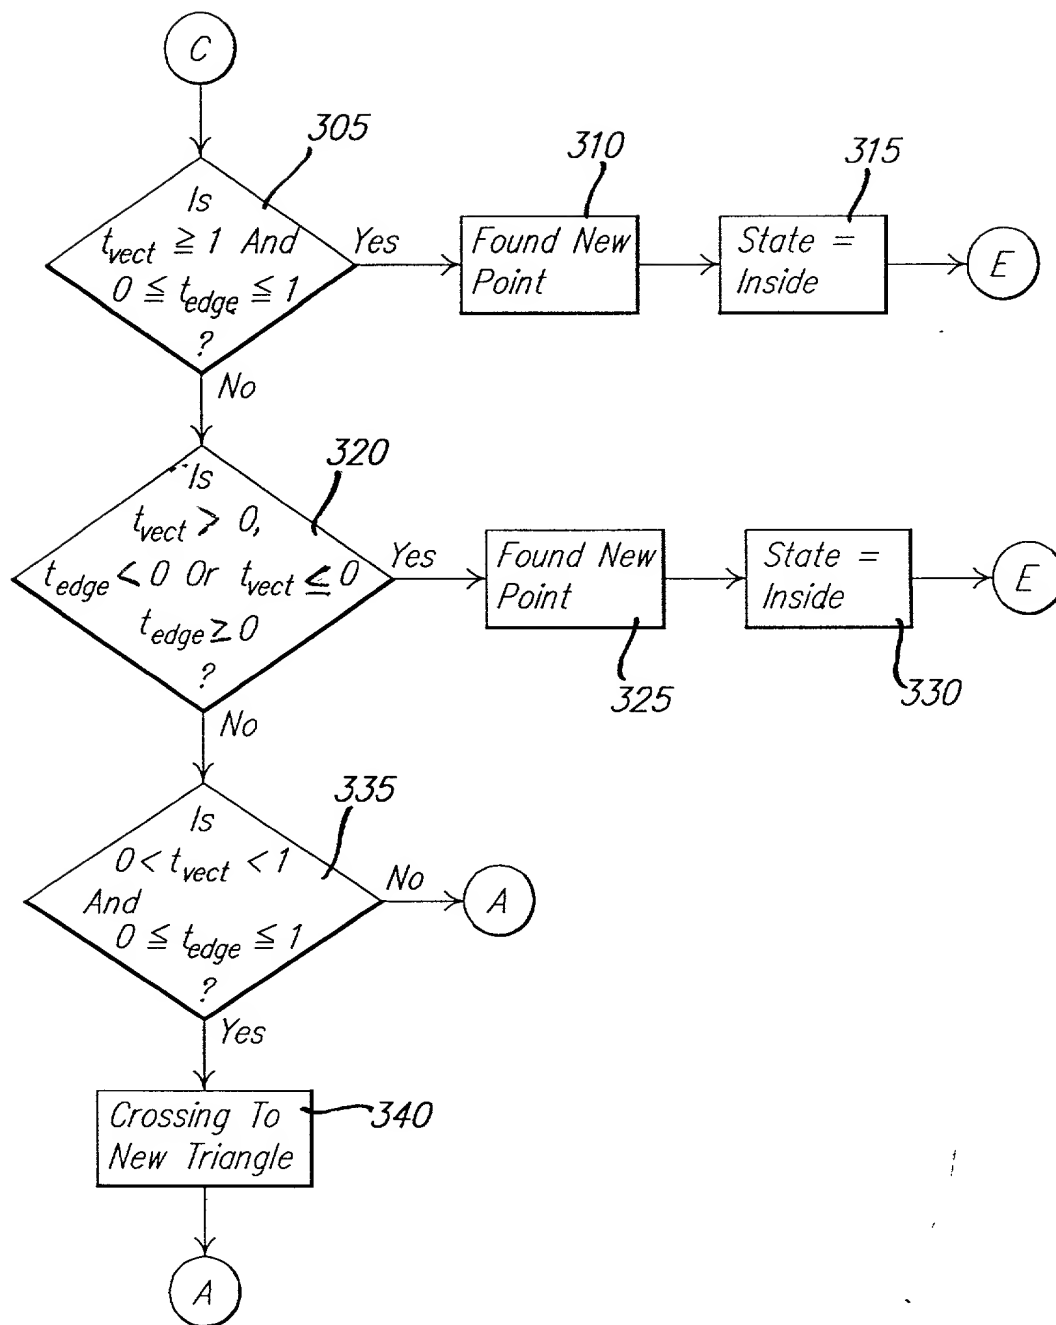 C
305
Is
t_vect ≧ 1 And
0 ≦ t_edge ≦ 1
?
Yes
310
Found New
Point
315
State =
Inside
E
No
320
Is
t_vect > 0,
t_edge < 0 Or t_vect ≤ 0
t_edge ≥ 0
?
Yes
Found New
Point
325
State =
Inside
330
E
No
335
Is
0 < t_vect < 1
And
0 ≦ t_edge ≦ 1
?
No
A
Yes
Crossing To
New Triangle
340
A